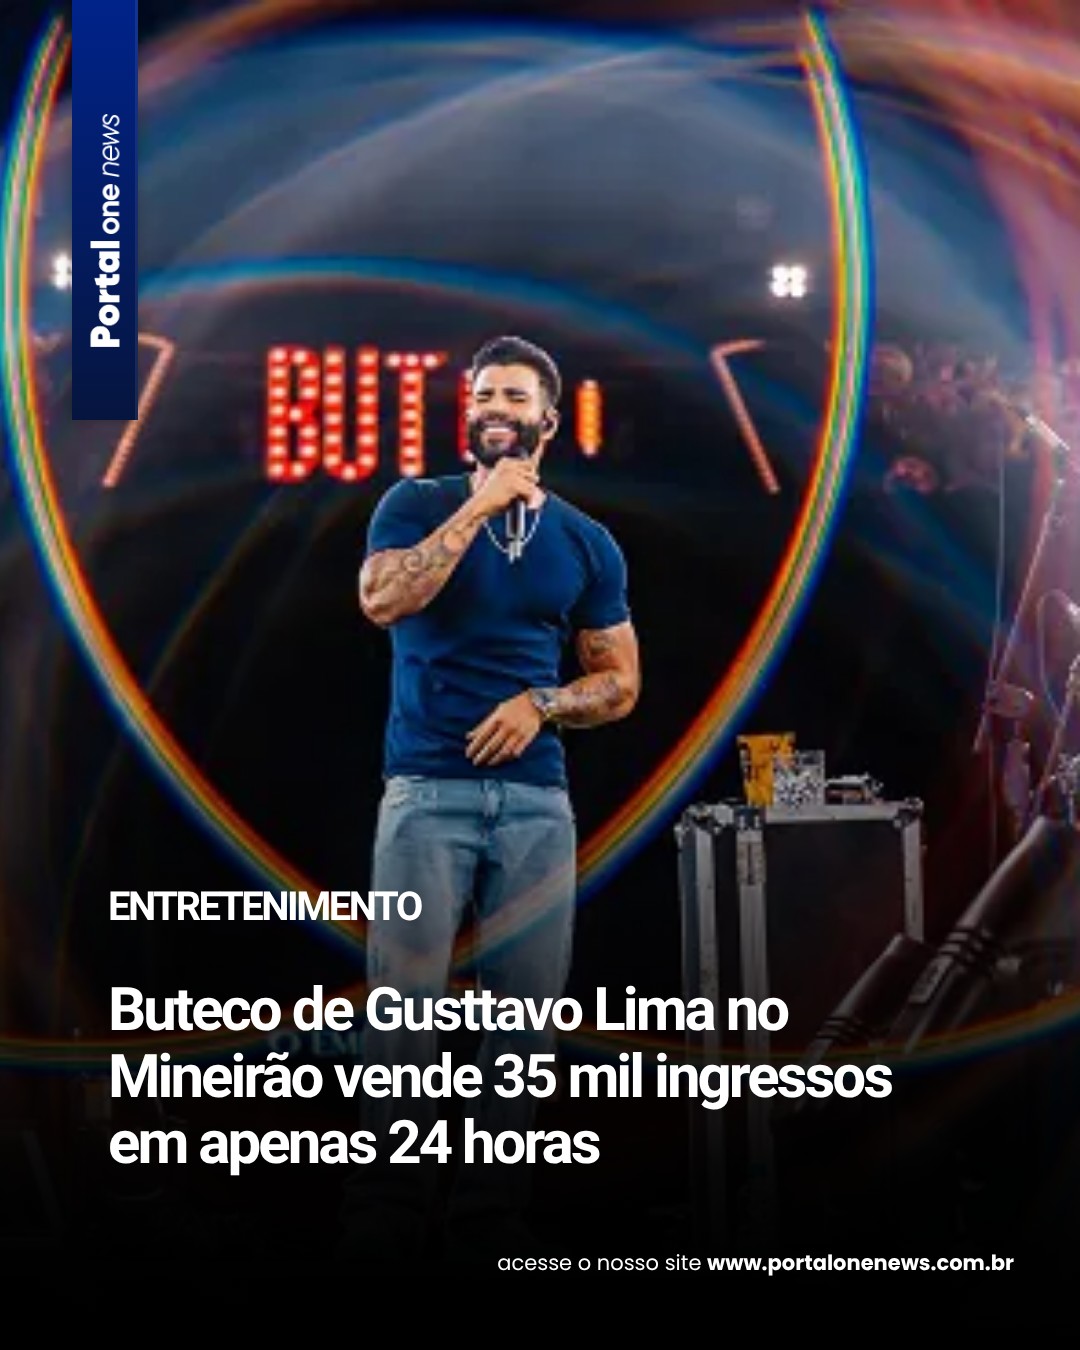 Portal one news
BUT
ENTRETENIMENTO
Buteco de Gusttavo Lima no
Mineirão vende 35 mil ingressos
em apenas 24 horas
acesse o nosso site www.portalonenews.com.br